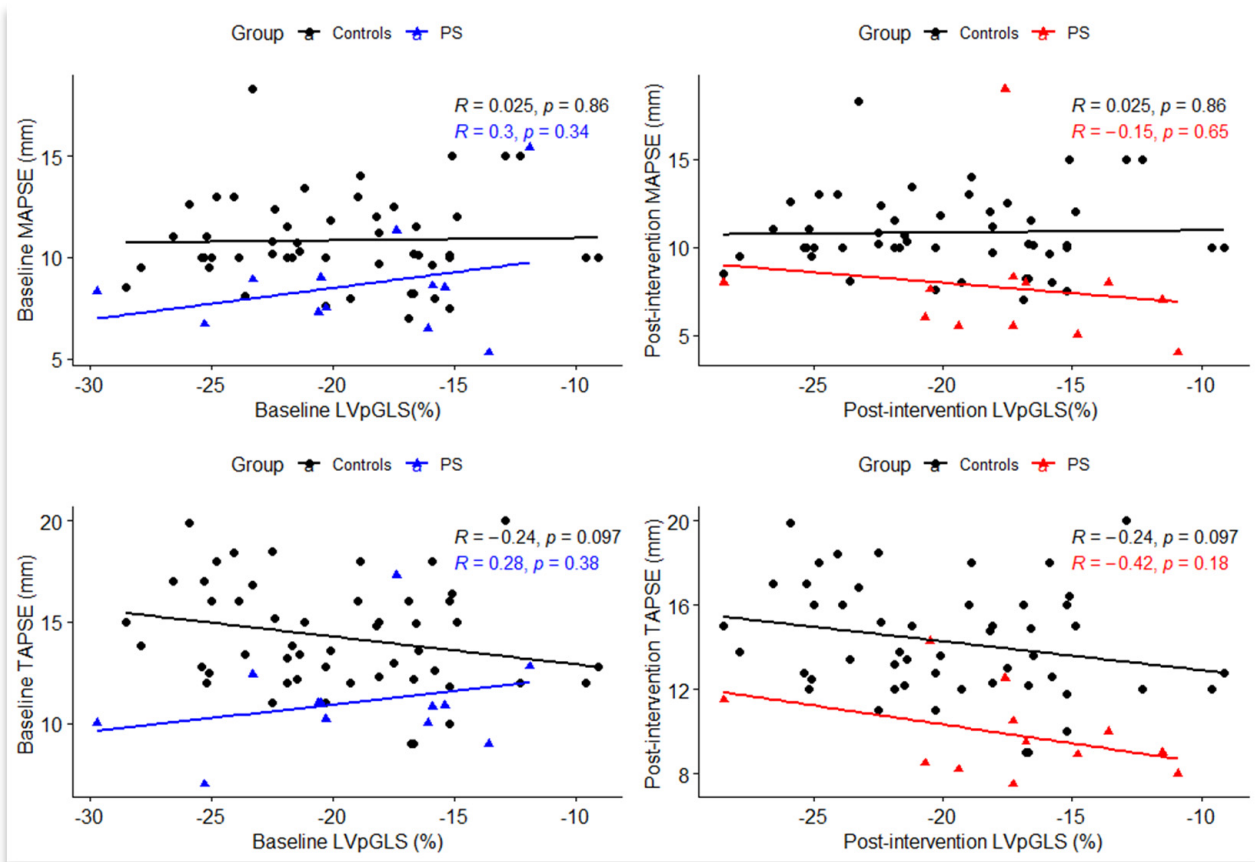 Group Controls PS
Baseline MAPSE (mm)
15
10
5
R = 0.025, p = 0.86
R = 0.3, p = 0.34
-30 -25 -20 -15 -10
Baseline LVpGLS(%)
Group Controls PS
Post-intervention MAPSE (mm)
15
10
5
R = 0.025, p = 0.86
R = −0.15, p = 0.65
-25 -20 -15 -10
Post-intervention LVpGLS(%)
Group Controls PS
Baseline TAPSE (mm)
20
15
10
R = −0.24, p = 0.097
R = 0.28, p = 0.38
-30 -25 -20 -15 -10
Baseline LVpGLS (%)
Group Controls PS
Post-intervention TAPSE (mm)
20
16
12
8
R = −0.24, p = 0.097
R = −0.42, p = 0.18
-25 -20 -15 -10
Post-intervention LVpGLS (%)